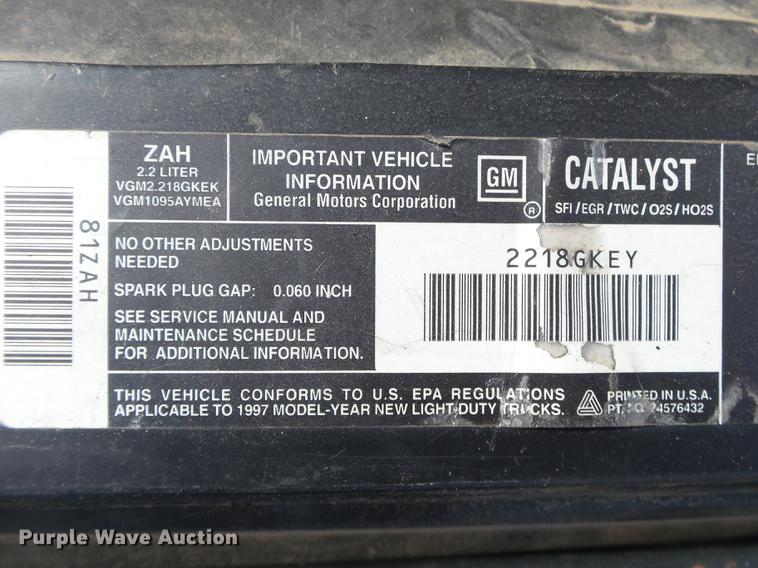 81ZAH
ZAH
2.2 LITER
VGM2.218GKEK
VGM1095AYMEA
IMPORTANT VEHICLE
INFORMATION
General Motors Corporation
GM
®
CATALYST
SFI/EGR/TWC/O2S/HO2S
NO OTHER ADJUSTMENTS
NEEDED
SPARK PLUG GAP: 0.060 INCH
SEE SERVICE MANUAL AND
MAINTENANCE SCHEDULE
FOR ADDITIONAL INFORMATION.
2218GKEY
THIS VEHICLE CONFORMS TO U.S. EPA REGULATIONS
APPLICABLE TO 1997 MODEL-YEAR NEW LIGHT-DUTY TRUCKS.
PRINTED IN U.S.A.
PT. NO. 24576432
Purple Wave Auction